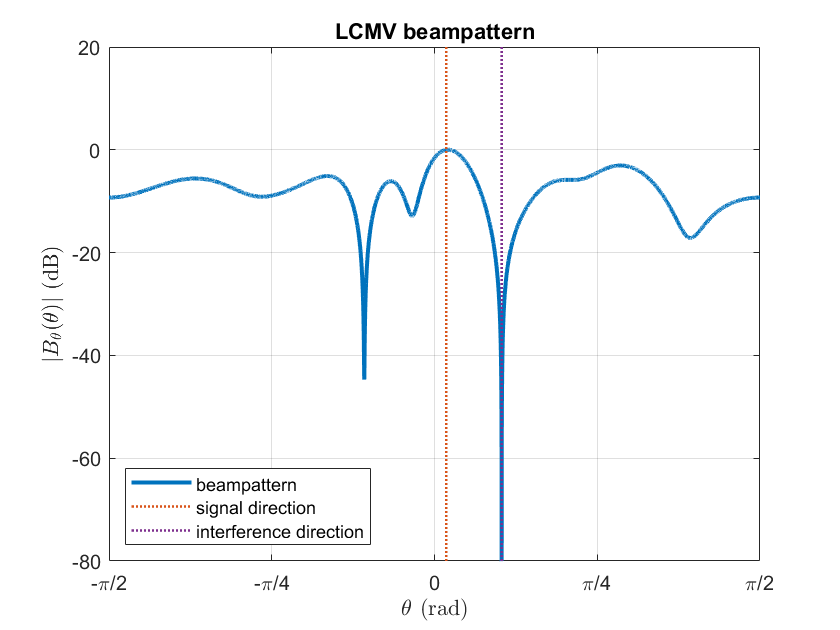 LCMV beampattern
20
0
-20
-40
-60
-80
|B_θ(θ)| (dB)
beampattern
signal direction
interference direction
-π/2 -π/4 0 π/4 π/2
θ (rad)